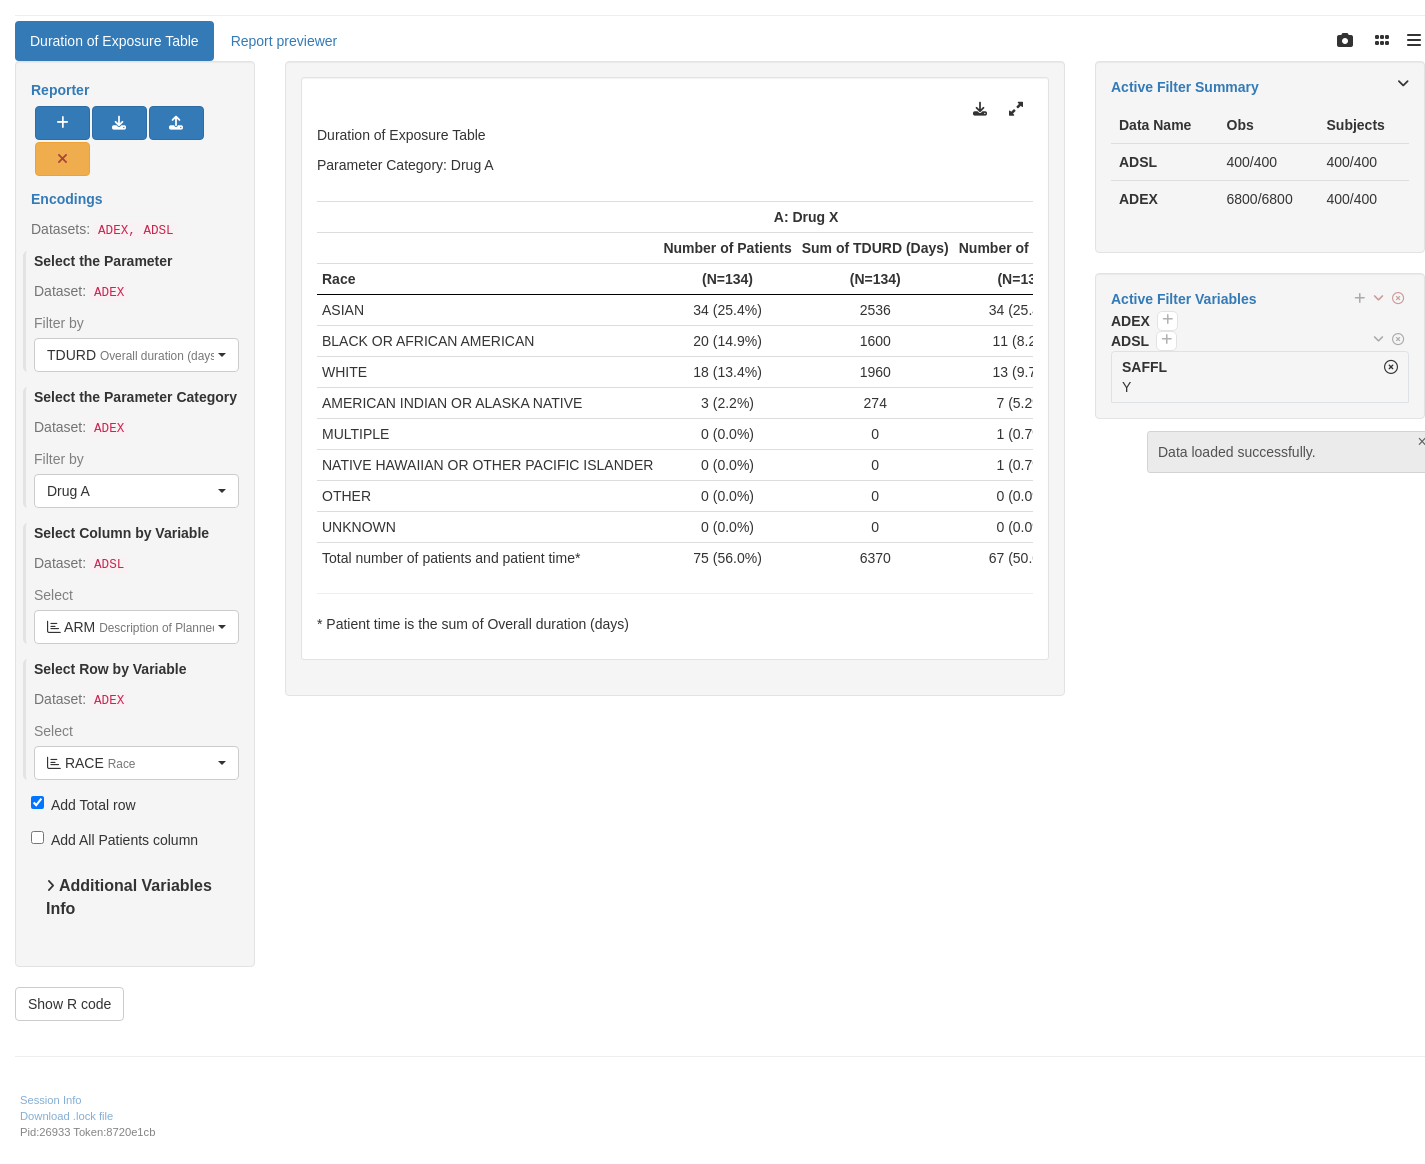 Duration of Exposure Table
Report previewer
Reporter
Encodings
Datasets: ADEX, ADSL
Select the Parameter
Dataset: ADEX
Filter by
TDURD Overall duration (days
Select the Parameter Category
Dataset: ADEX
Filter by
Drug A
Select Column by Variable
Dataset: ADSL
Select
ARM Description of Planned
Select Row by Variable
Dataset: ADEX
Select
RACE Race
Add Total row
Add All Patients column
Additional Variables
Info
Show R code
Duration of Exposure Table
Parameter Category: Drug A
A: Drug X
Number of Patients Sum of TDURD (Days) Number of
Race (N=134) (N=134) (N=13
ASIAN 34 (25.4%) 2536 34 (25.
BLACK OR AFRICAN AMERICAN 20 (14.9%) 1600 11 (8.2
WHITE 18 (13.4%) 1960 13 (9.7
AMERICAN INDIAN OR ALASKA NATIVE 3 (2.2%) 274 7 (5.2
MULTIPLE 0 (0.0%) 0 1 (0.7
NATIVE HAWAIIAN OR OTHER PACIFIC ISLANDER 0 (0.0%) 0 1 (0.7
OTHER 0 (0.0%) 0 0 (0.0
UNKNOWN 0 (0.0%) 0 0 (0.0
Total number of patients and patient time* 75 (56.0%) 6370 67 (50.
* Patient time is the sum of Overall duration (days)
Active Filter Summary
Data Name Obs Subjects
ADSL 400/400 400/400
ADEX 6800/6800 400/400
Active Filter Variables
ADEX
ADSL
SAFFL
Y
Data loaded successfully.
Session Info
Download .lock file
Pid:26933 Token:8720e1cb